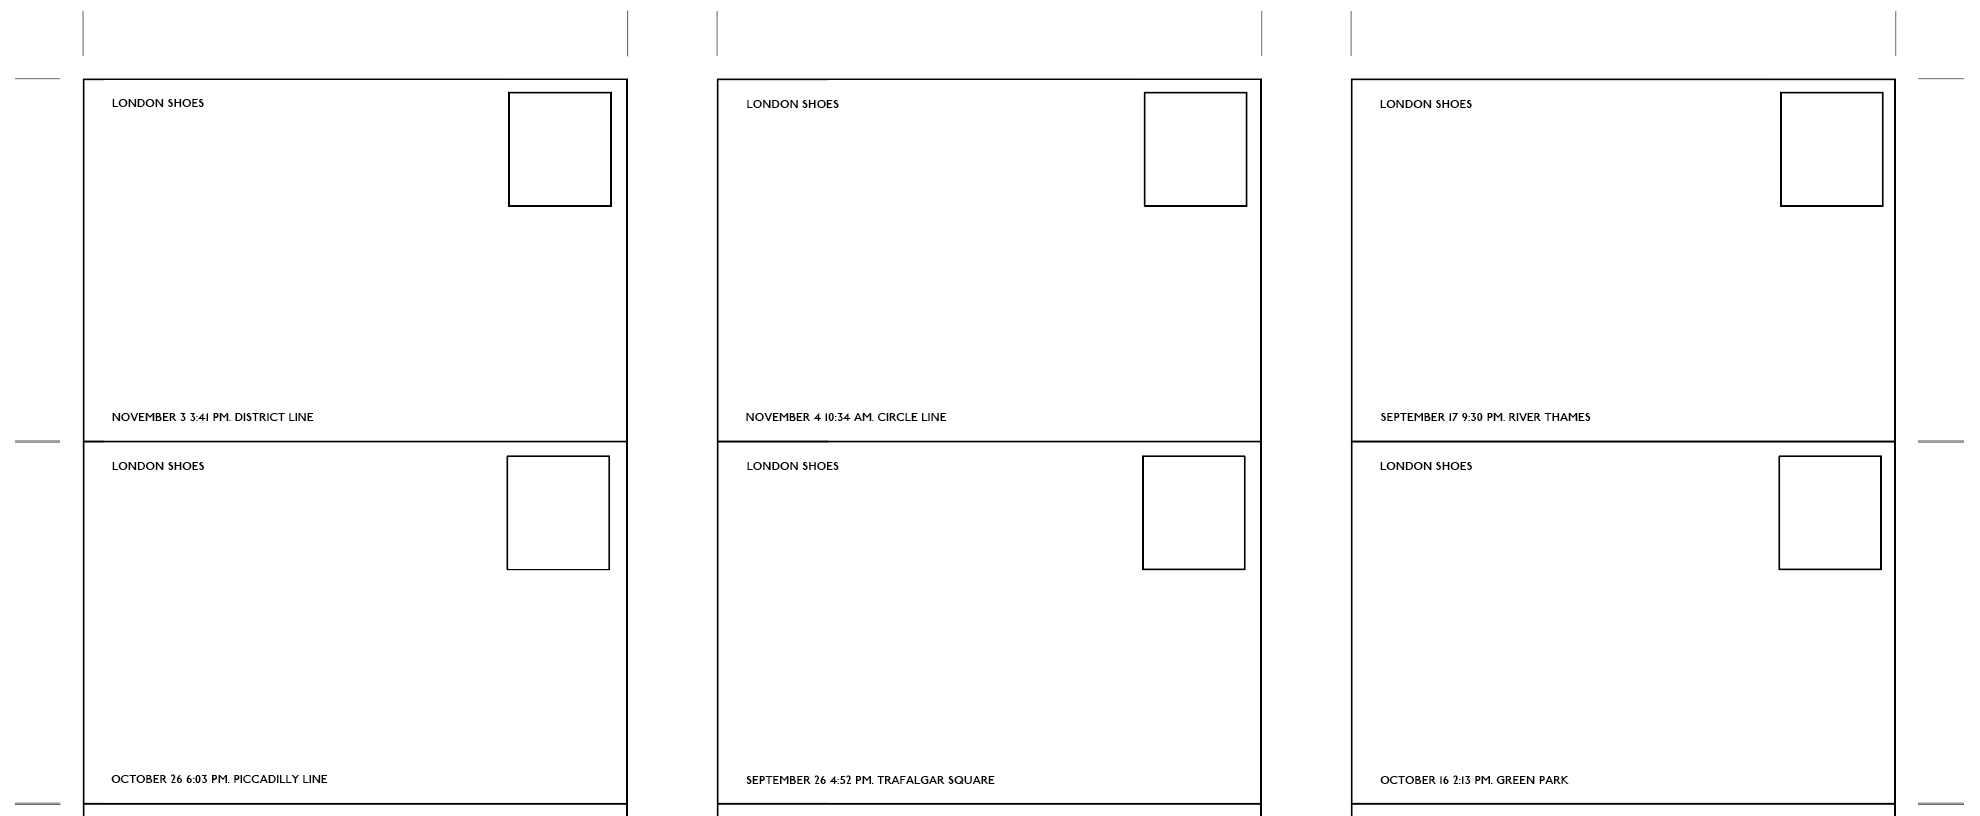 LONDON SHOES
NOVEMBER 3 3:41 PM. DISTRICT LINE
LONDON SHOES
NOVEMBER 4 10:34 AM. CIRCLE LINE
LONDON SHOES
SEPTEMBER 17 9:30 PM. RIVER THAMES
LONDON SHOES
OCTOBER 26 6:03 PM. PICCADILLY LINE
LONDON SHOES
SEPTEMBER 26 4:52 PM. TRAFALGAR SQUARE
LONDON SHOES
OCTOBER 16 2:13 PM. GREEN PARK